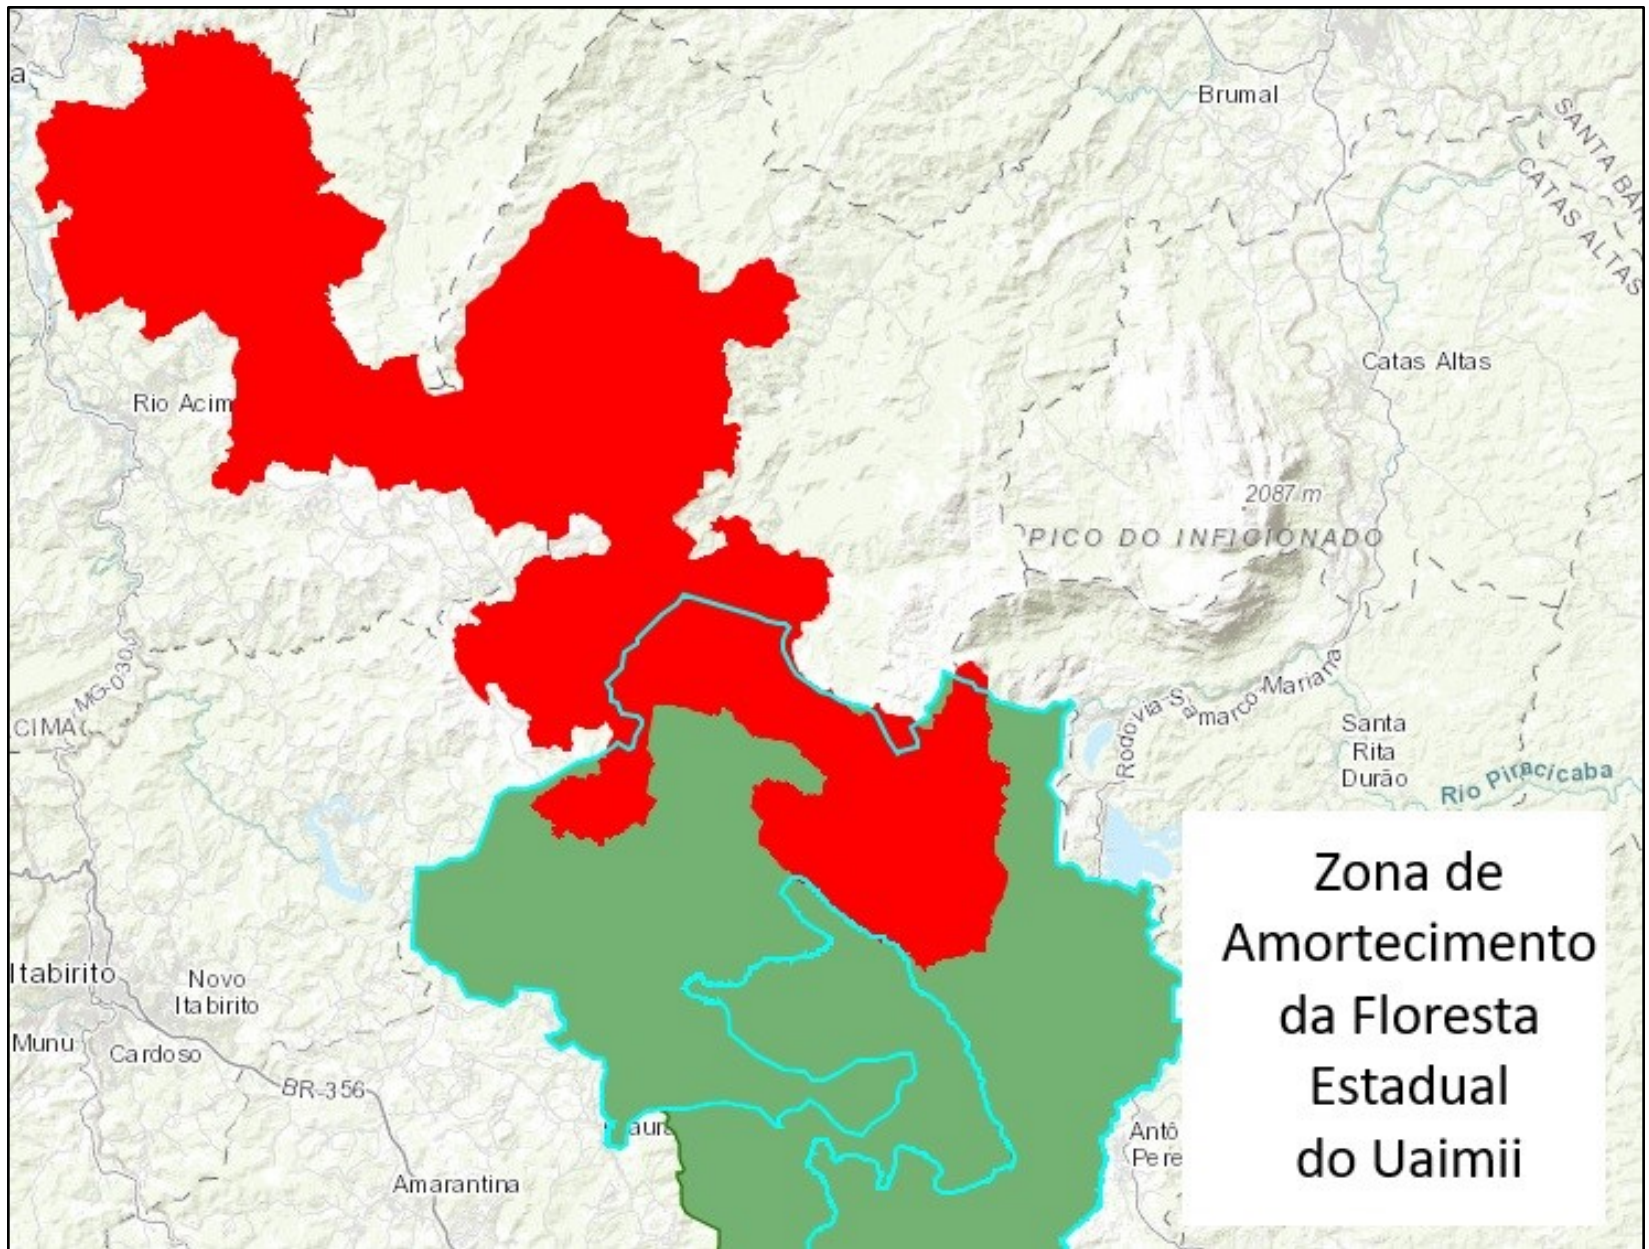 a
Brumal
SANTA BÁR
CATAS ALTAS
Catas Altas
Rio Acim
2087 m
PICO DO INFICIONADO
MG-030
CIMA
Rodovia-Samarco-Mariana
Santa
Rita
Durão
Rio Piracicaba
Zona de
Amortecimento
da Floresta
Estadual
do Uaimii
Itabirito
Novo
Itabirito
Munu
Cardoso
BR-356
aura
Antô
Pere
Amarantina